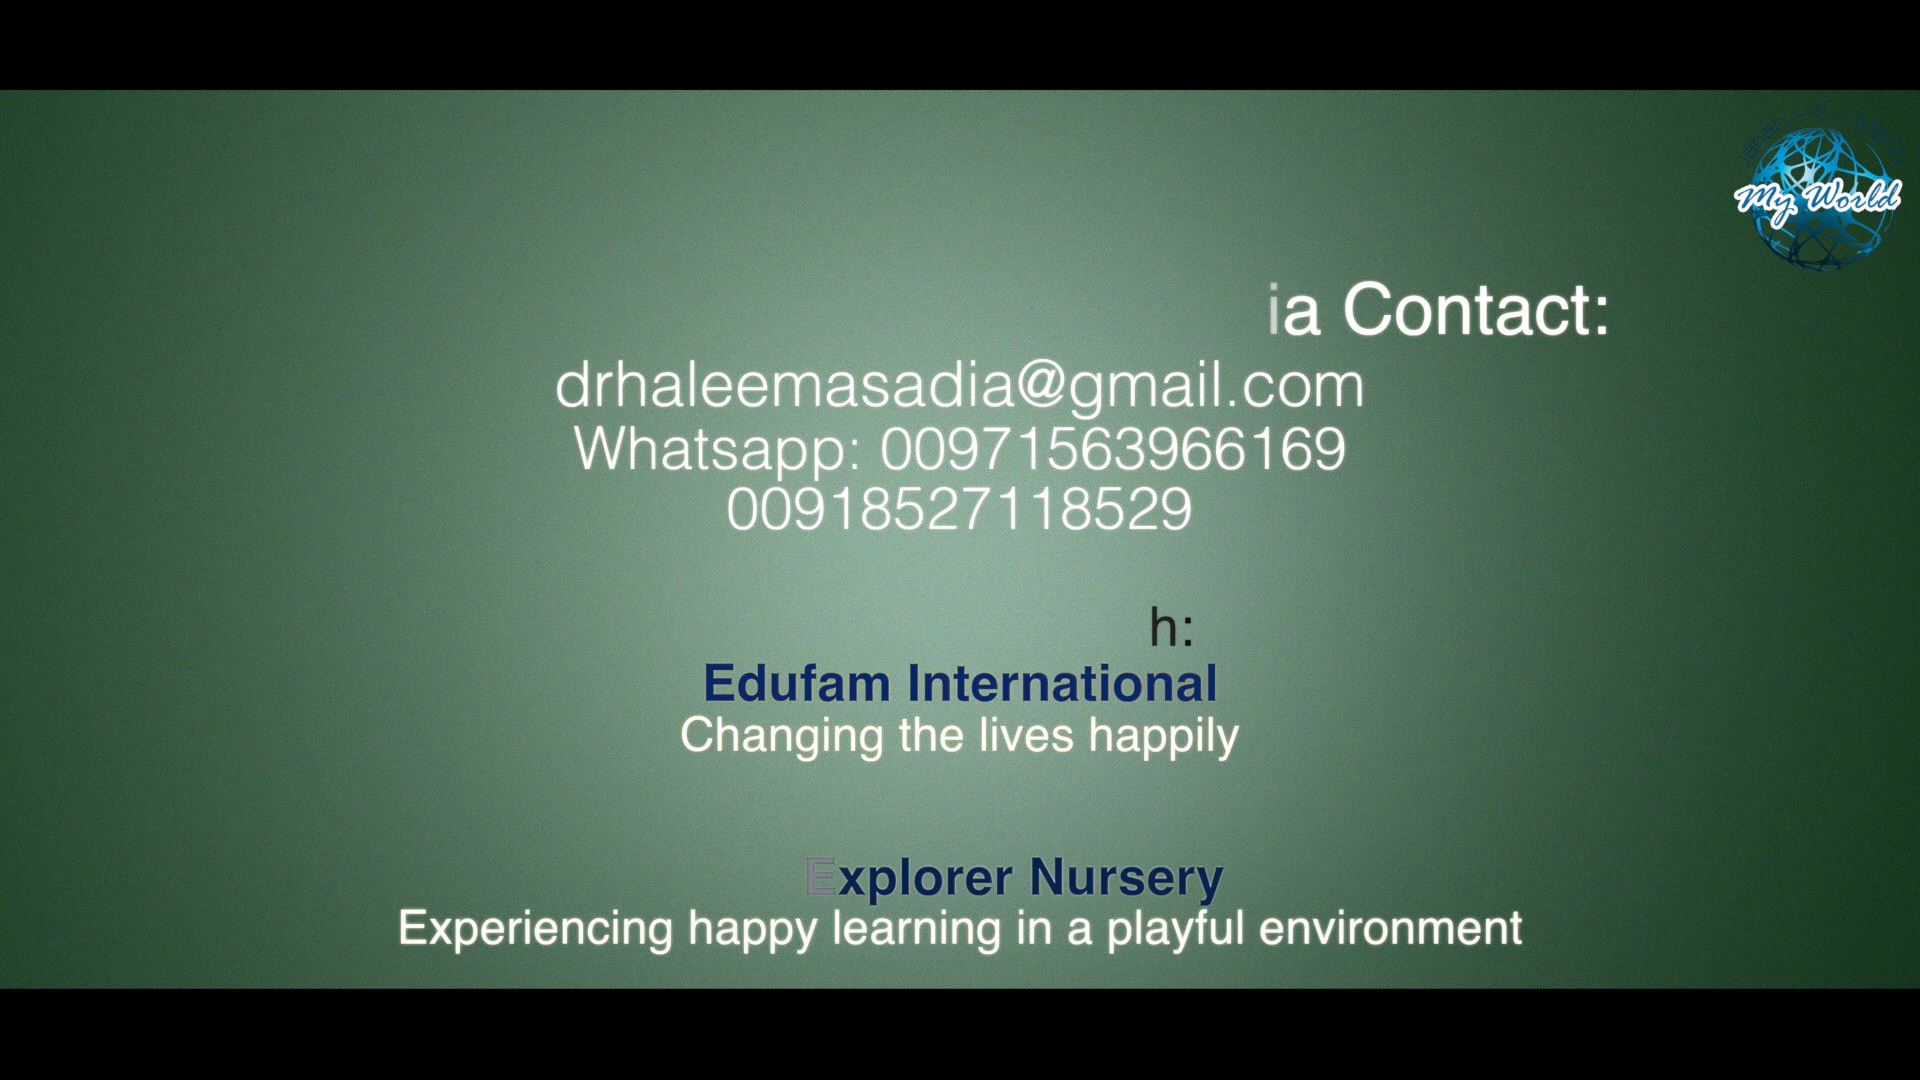 My World
ia Contact:
drhaleemasadia@gmail.com
Whatsapp: 00971563966169
00918527118529
h:
Edufam International
Changing the lives happily
Explorer Nursery
Experiencing happy learning in a playful environment